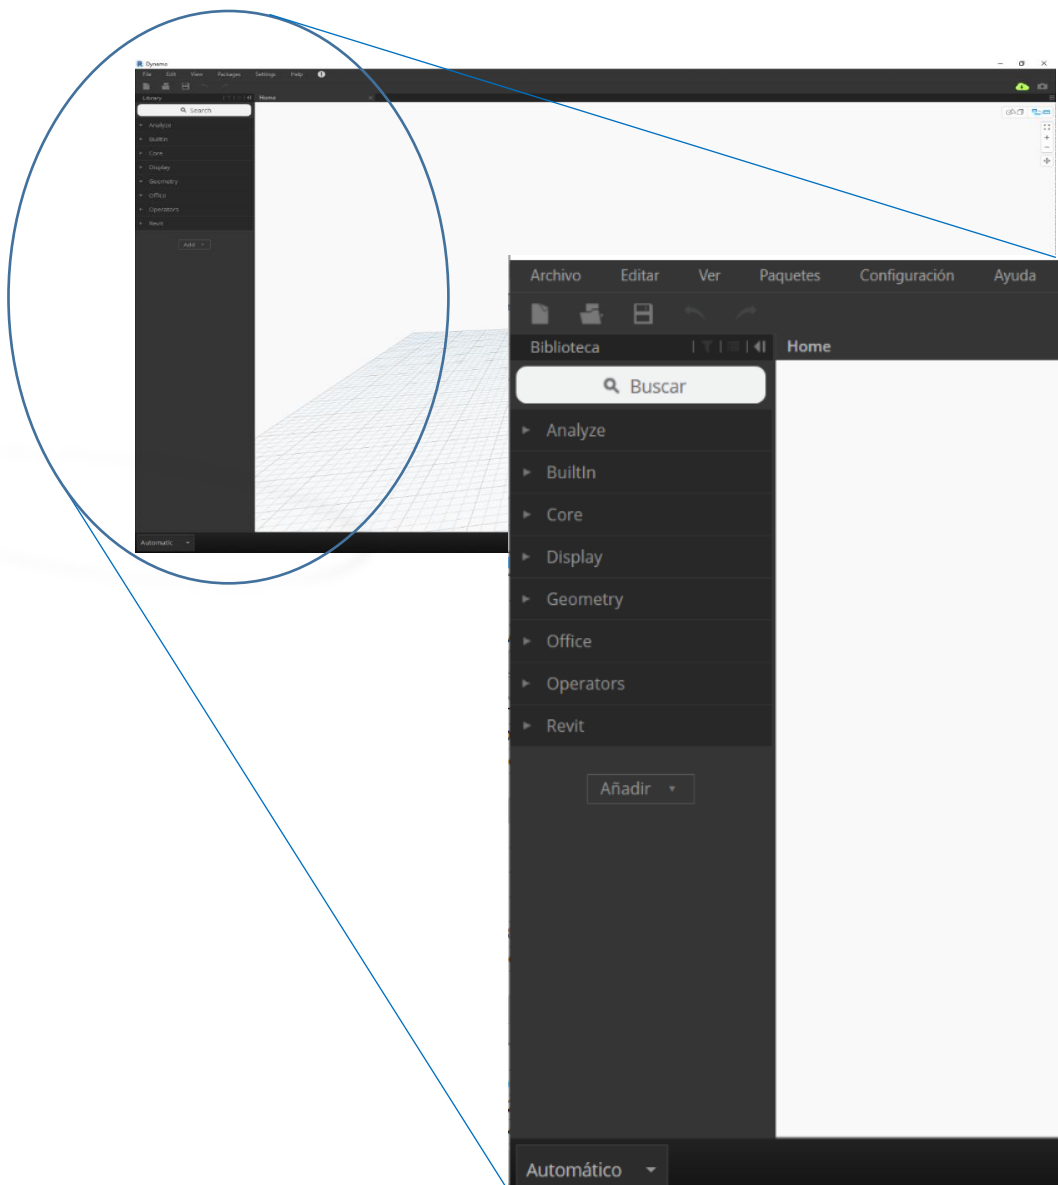 Dynamo
File Edit View Packages Settings Help
Library
Home
Search
Analyze
BuiltIn
Core
Display
Geometry
Office
Operators
Revit
Add
Automatic
Archivo Editar Ver Paquetes Configuración Ayuda
Biblioteca
Home
Buscar
Analyze
BuiltIn
Core
Display
Geometry
Office
Operators
Revit
Añadir
Automático